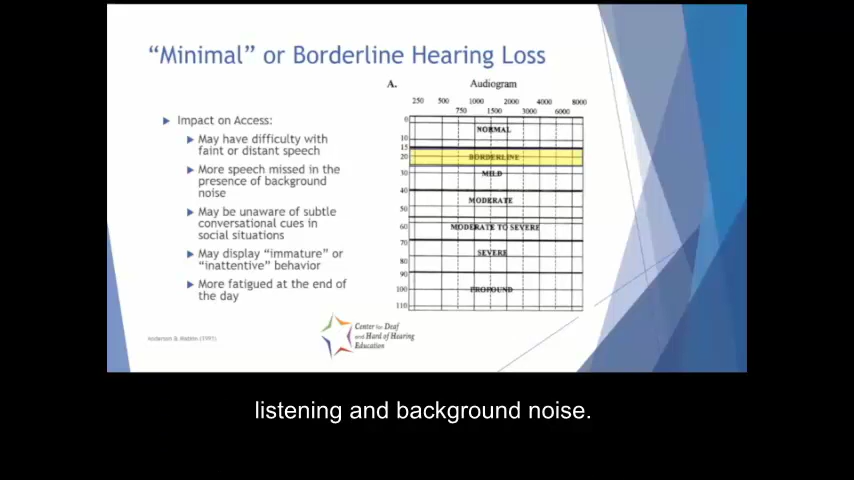 “Minimal” or Borderline Hearing Loss
Impact on Access:
May have difficulty with
faint or distant speech
More speech missed in the
presence of background
noise
May be unaware of subtle
conversational cues in
social situations
May display “immature” or
“inattentive” behavior
More fatigued at the end of
the day
A.
Audiogram
250 500 1000 2000 4000 8000
750 1500 3000 6000
0
NORMAL
10
15
20
BORDERLINE
30
MILD
40
MODERATE
50
60
MODERATE TO SEVERE
70
SEVERE
80
90
100
PROFOUND
110
Center for Deaf
and Hard of Hearing
Education
(1991)
listening and background noise.